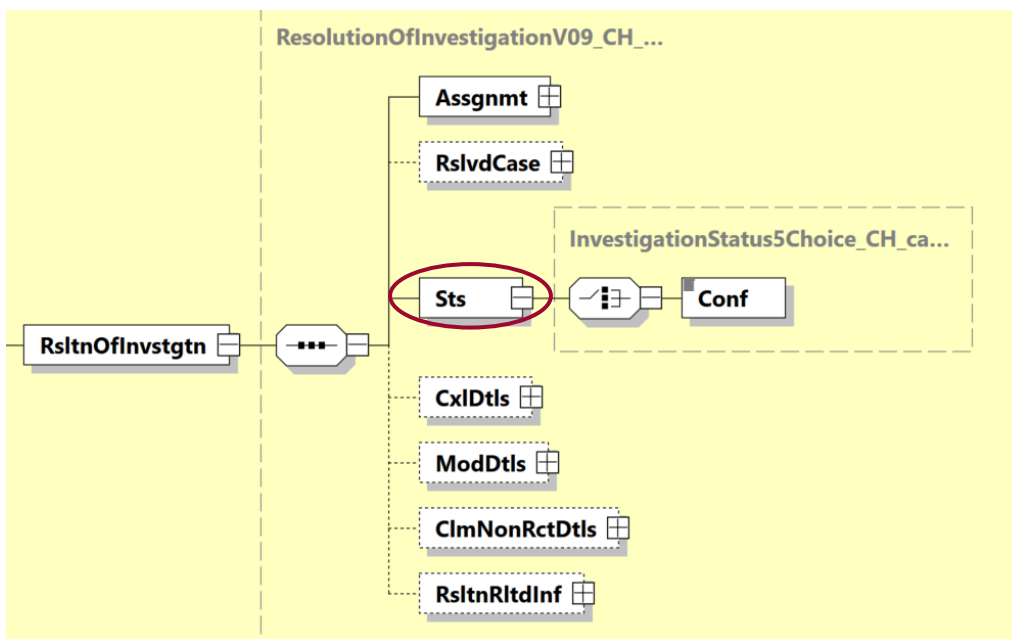 ResolutionOfInvestigationV09_CH_...
Assgnmt
RslvdCase
InvestigationStatus5Choice_CH_ca...
Sts
Conf
RsltnOfInvstgtn
CxlDtls
ModDtls
ClmNonRctDtls
RsltnRltdInf